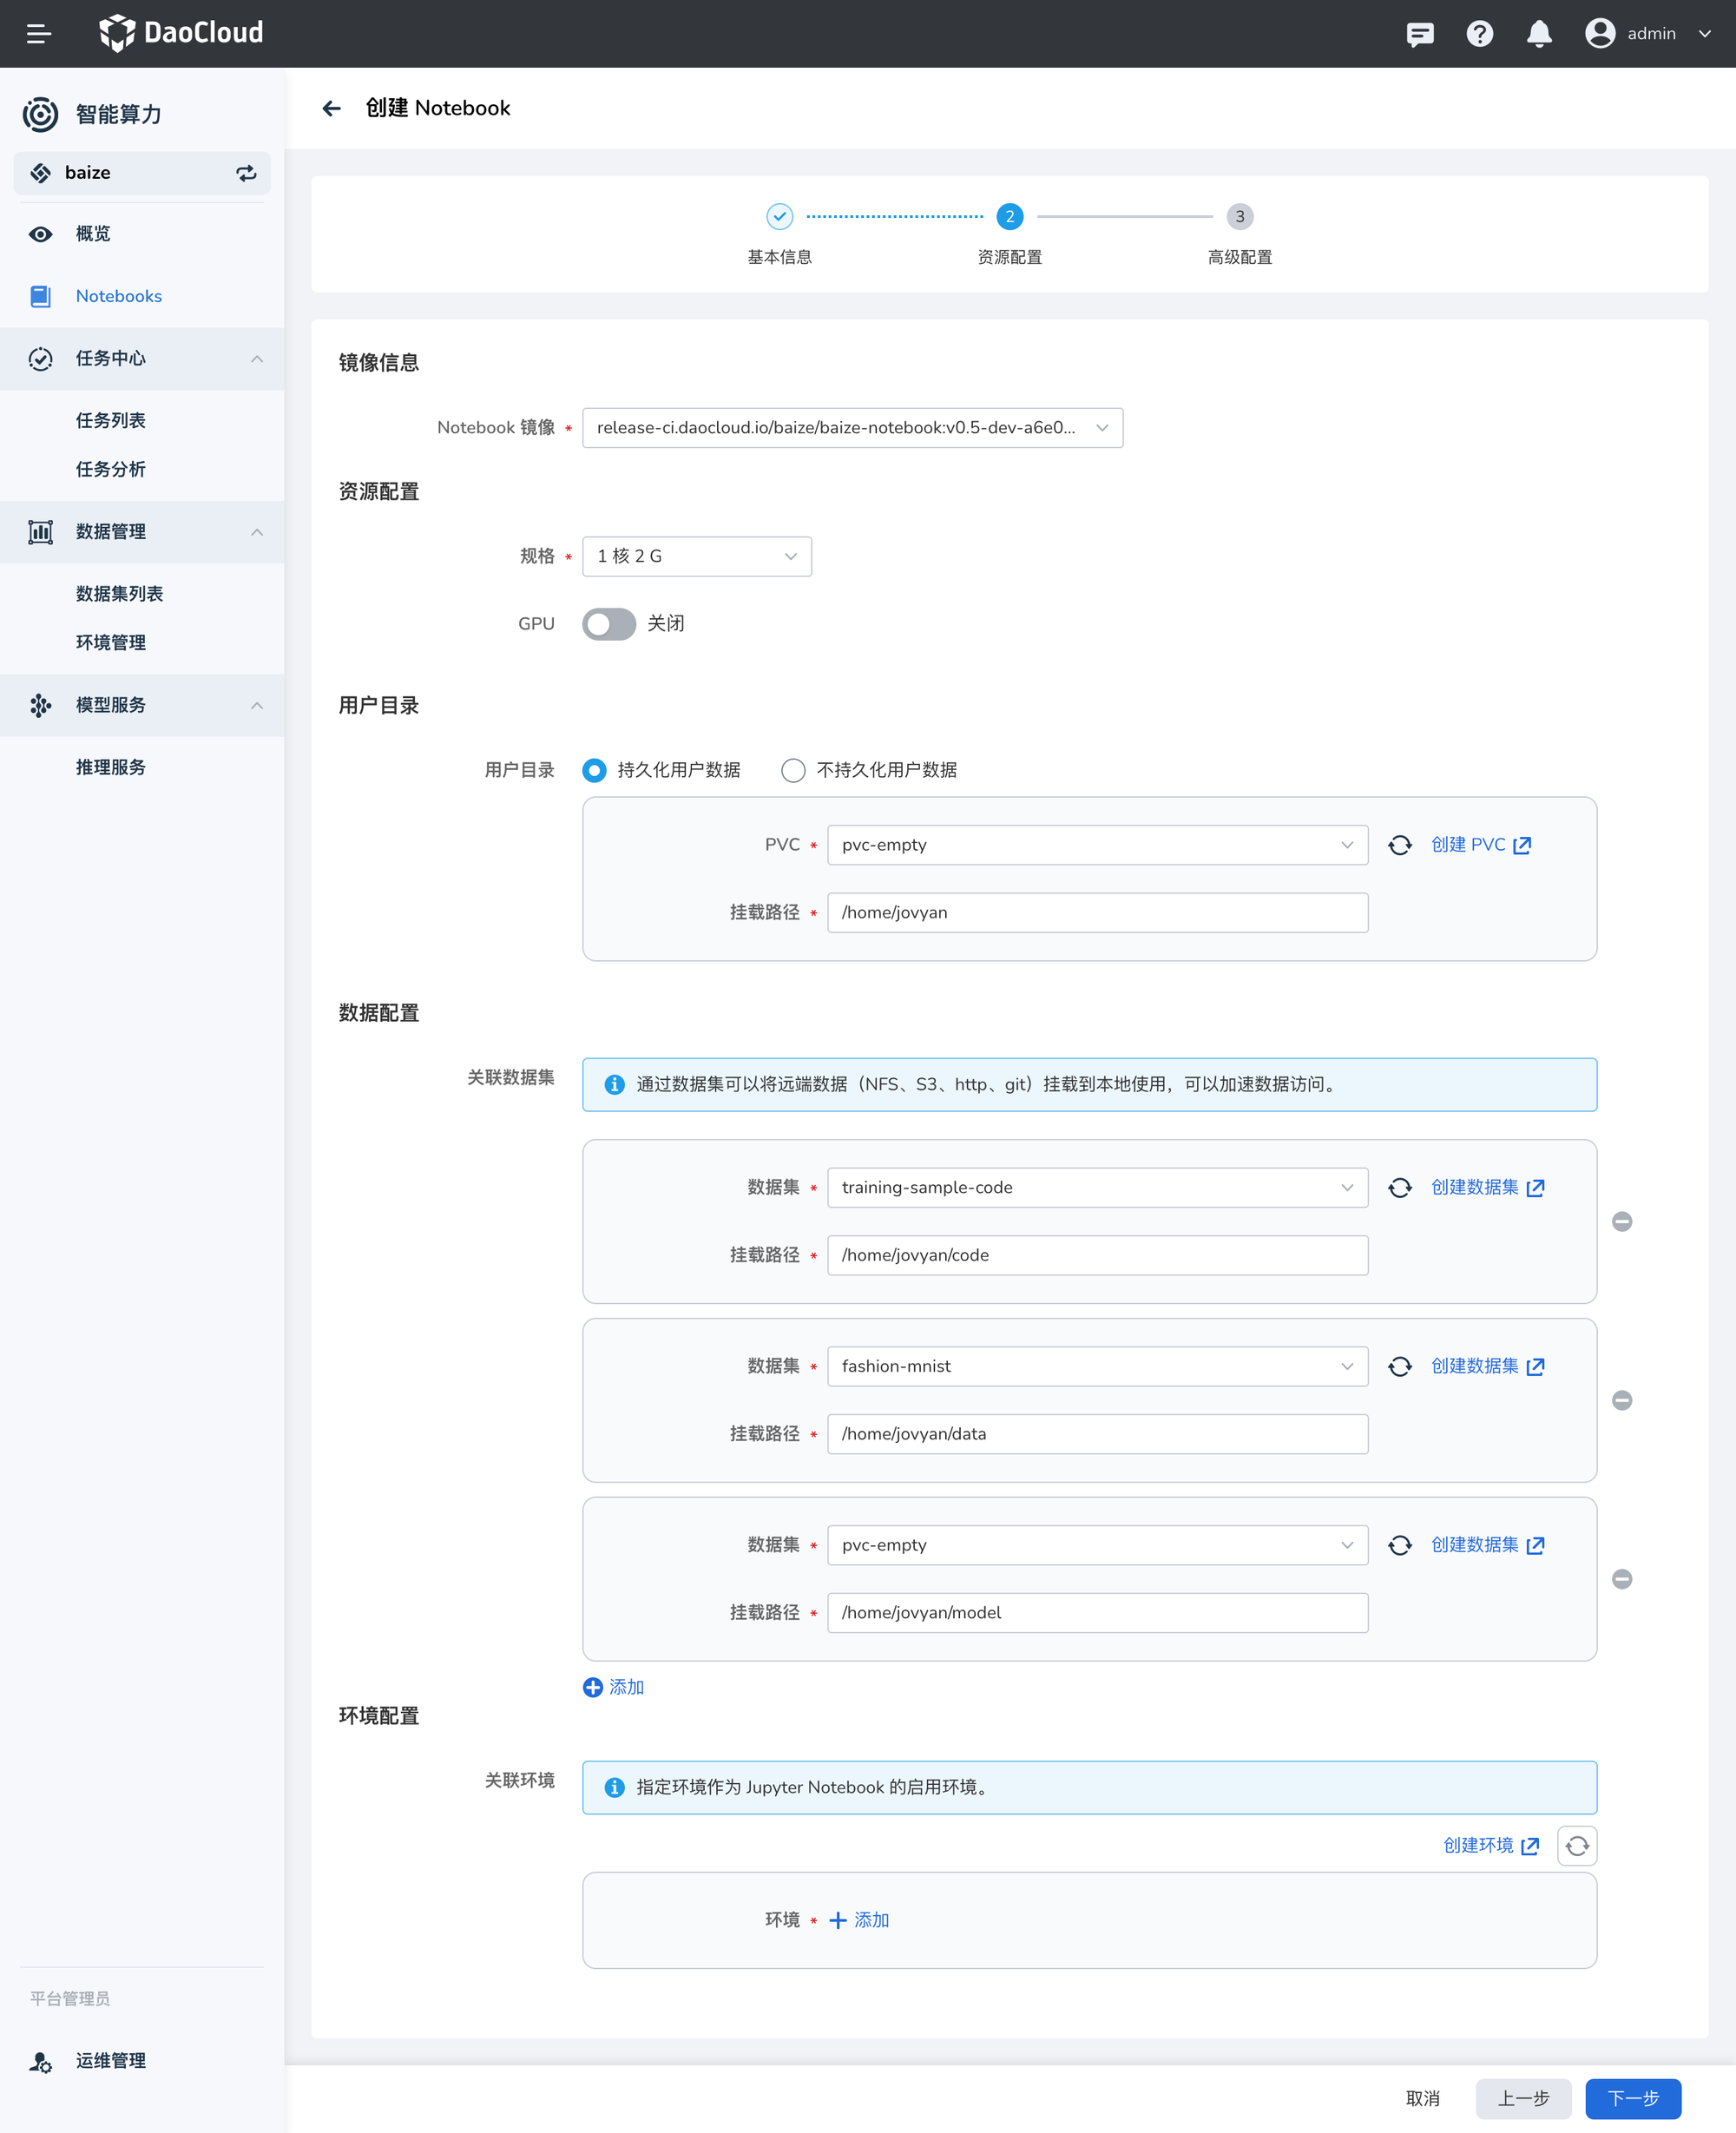 DaoCloud
admin
智能算力
baize
概览
Notebooks
任务中心
任务列表
任务分析
数据管理
数据集列表
环境管理
模型服务
推理服务
平台管理员
运维管理
创建 Notebook
2
3
基本信息
资源配置
高级配置
镜像信息
Notebook 镜像 * release-ci.daocloud.io/baize/baize-notebook:v0.5-dev-a6e0...
资源配置
规格 * 1 核 2 G
GPU 关闭
用户目录
用户目录 持久化用户数据 不持久化用户数据
PVC * pvc-empty 创建 PVC
挂载路径 * /home/jovyan
数据配置
关联数据集 通过数据集可以将远端数据（NFS、S3、http、git）挂载到本地使用，可以加速数据访问。
数据集 * training-sample-code 创建数据集
挂载路径 * /home/jovyan/code
数据集 * fashion-mnist 创建数据集
挂载路径 * /home/jovyan/data
数据集 * pvc-empty 创建数据集
挂载路径 * /home/jovyan/model
添加
环境配置
关联环境 指定环境作为 Jupyter Notebook 的启用环境。
创建环境
环境 * 添加
取消 上一步 下一步